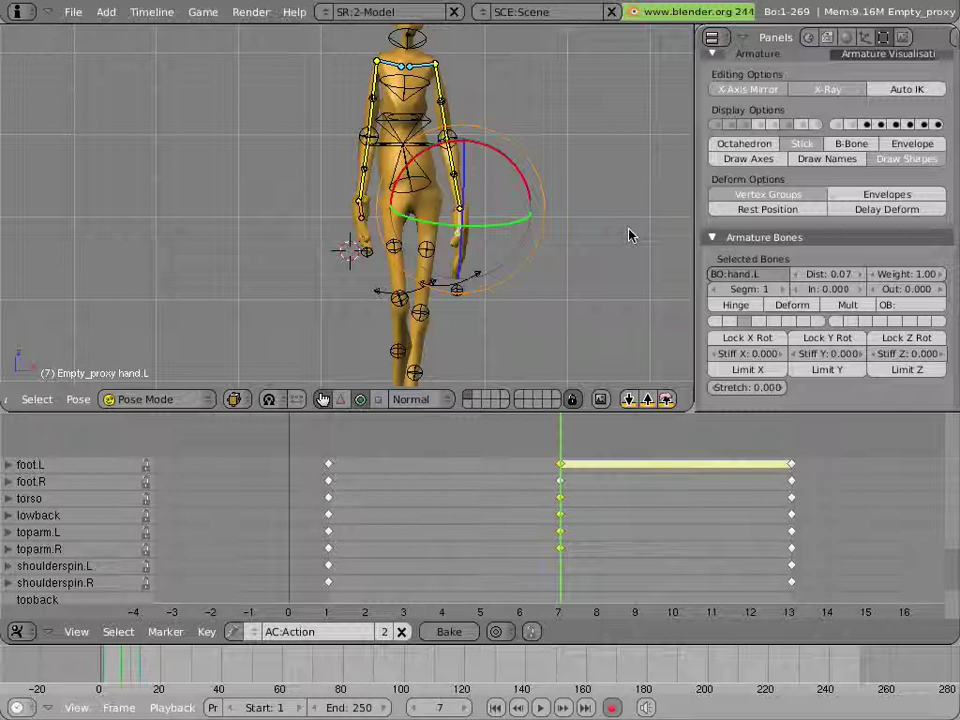 File Add Timeline Game Render Help SR:2-Model SCE:Scene www.blender.org 244 Bo:1-269 | Mem:9.16M Empty_proxy
Panels
Armature Armature Visualisati
Editing Options
X-Axis Mirror X-Ray Auto IK
Display Options
Octahedron Stick B-Bone Envelope
Draw Axes Draw Names Draw Shapes
Deform Options
Vertex Groups Envelopes
Rest Position Delay Deform
Armature Bones
Selected Bones
BO:hand.L Dist: 0.07 Weight: 1.00
Segm: 1 In: 0.000 Out: 0.000
Hinge Deform Mult OB:
Lock X Rot Lock Y Rot Lock Z Rot
Stiff X: 0.000 Stiff Y: 0.000 Stiff Z: 0.000
Limit X Limit Y Limit Z
Stretch: 0.000
z
(7) Empty_proxy hand.L
Select Pose Pose Mode Normal
foot.L
foot.R
torso
lowback
toparm.L
toparm.R
shoulderspin.L
shoulderspin.R
topback
-4 -3 -2 -1 0 1 2 3 4 5 6 7 8 9 10 11 12 13 14 15 16
View Select Marker Key AC:Action 2 Bake
-20 0 20 40 60 80 100 120 140 160 180 200 220 240 260 280
View Frame Playback Pr Start: 1 End: 250 7